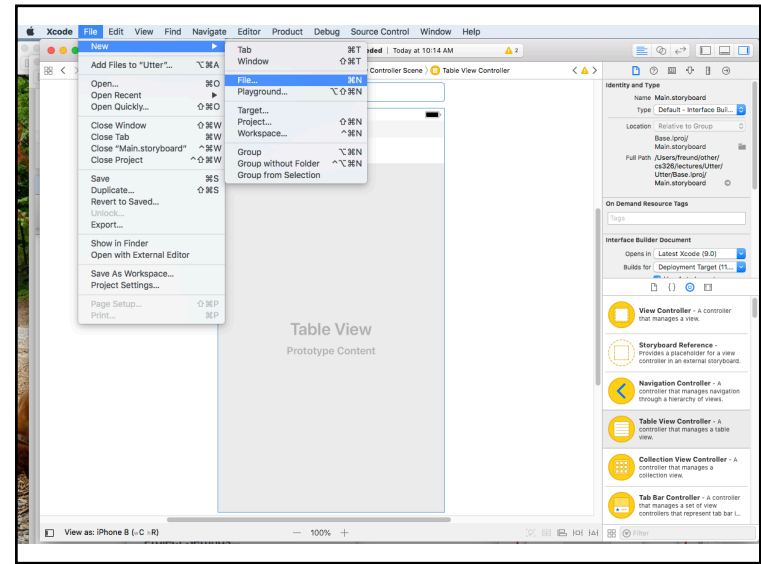 Xcode File Edit View Find Navigate Editor Product Debug Source Control Window Help
New
Add Files to "Utter"... ⌥⌘A
Open... ⌘O
Open Recent
Open Quickly... ⇧⌘O
Close Window ⇧⌘W
Close Tab ⌘W
Close "Main.storyboard" ^⌘W
Close Project ^⇧⌘W
Save ⌘S
Duplicate... ⇧⌘S
Revert to Saved...
Unlock...
Export...
Show in Finder
Open with External Editor
Save As Workspace...
Project Settings...
Page Setup... ⇧⌘P
Print... ⌘P
Tab ⌘T
Window ⇧⌘T
File... ⌘N
Playground... ⌥⇧⌘N
Target...
Project... ⇧⌘N
Workspace... ^⌘N
Group ⌥⌘N
Group without Folder ^⌥⌘N
Group from Selection
eded | Today at 10:14 AM
2
Controller Scene
Table View Controller
Table View
Prototype Content
View as: iPhone 8 (wC hR)
100%
Identity and Type
Name Main.storyboard
Type Default - Interface Buil...
Location Relative to Group
Base.lproj/
Main.storyboard
Full Path /Users/freund/other/
cs326/lectures/Utter/
Utter/Base.lproj/
Main.storyboard
On Demand Resource Tags
Tags
Interface Builder Document
Opens in Latest Xcode (9.0)
Builds for Deployment Target (11....
View Controller - A controller
that manages a view.
Storyboard Reference -
Provides a placeholder for a view
controller in an external storyboard.
Navigation Controller - A
controller that manages navigation
through a hierarchy of views.
Table View Controller - A
controller that manages a table
view.
Collection View Controller - A
controller that manages a
collection view.
Tab Bar Controller - A controller
that manages a set of view
controllers that represent tab bar i...
Filter